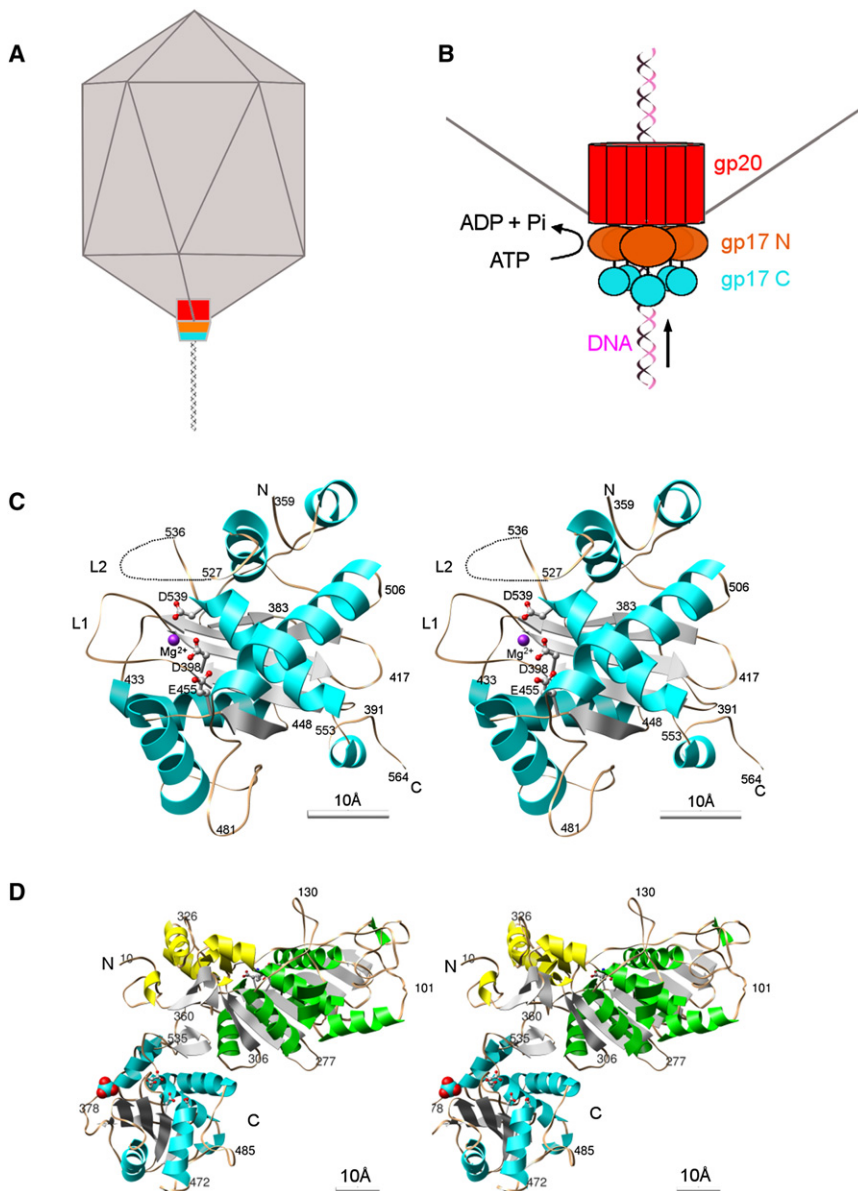 A
B
gp20
ADP + Pi
ATP
gp17 N
gp17 C
DNA
C
N
359
536
L2
527
506
D539
383
L1
Mg2+
D398
417
433
E455
448
391
553
564
C
10Å
481
N
359
536
L2
527
506
D539
383
L1
Mg2+
D398
417
433
E455
448
391
553
564
C
10Å
481
D
130
326
N
10
101
360
535
306
277
378
C
485
472
10Å
130
326
N
10
101
360
535
306
277
78
C
485
472
10Å